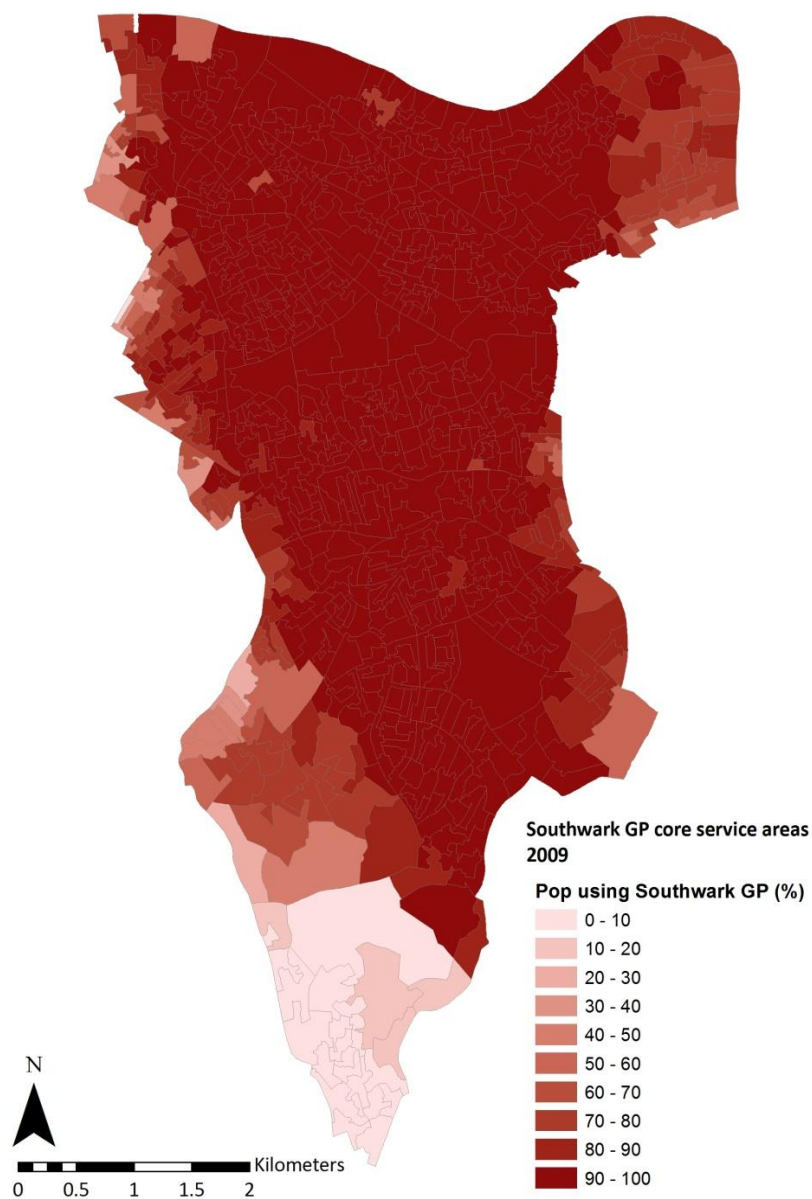 Southwark GP core service areas
2009
Pop using Southwark GP (%)
0 - 10
10 - 20
20 - 30
30 - 40
40 - 50
50 - 60
60 - 70
70 - 80
80 - 90
90 - 100
N
Kilometers
0 0.5 1 1.5 2